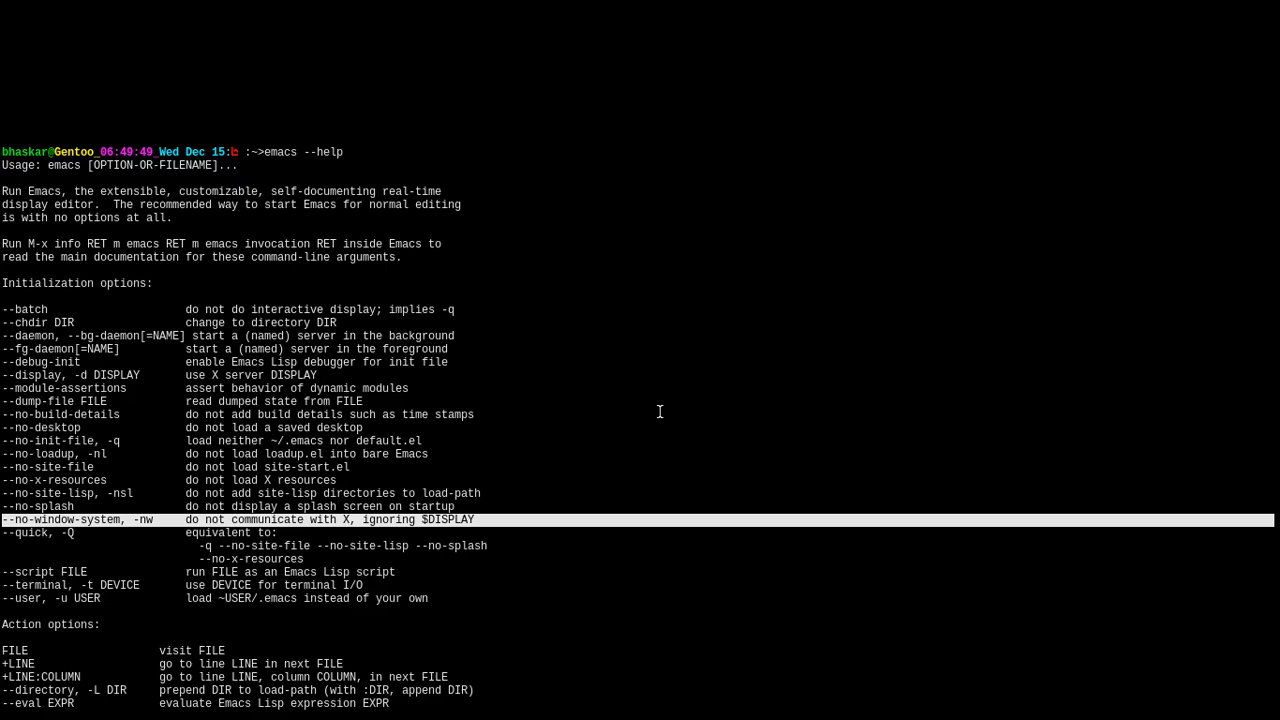 bhaskar@Gentoo_06:49:49_Wed Dec 15: :~>emacs --help
Usage: emacs [OPTION-OR-FILENAME]...
Run Emacs, the extensible, customizable, self-documenting real-time
display editor.  The recommended way to start Emacs for normal editing
is with no options at all.
Run M-x info RET m emacs RET m emacs invocation RET inside Emacs to
read the main documentation for these command-line arguments.
Initialization options:
--batch                     do not do interactive display; implies -q
--chdir DIR                 change to directory DIR
--daemon, --bg-daemon[=NAME] start a (named) server in the background
--fg-daemon[=NAME]          start a (named) server in the foreground
--debug-init                enable Emacs Lisp debugger for init file
--display, -d DISPLAY       use X server DISPLAY
--module-assertions         assert behavior of dynamic modules
--dump-file FILE            read dumped state from FILE
--no-build-details          do not add build details such as time stamps
--no-desktop                do not load a saved desktop
--no-init-file, -q          load neither ~/.emacs nor default.el
--no-loadup, -nl            do not load loadup.el into bare Emacs
--no-site-file              do not load site-start.el
--no-x-resources            do not load X resources
--no-site-lisp, -nsl        do not add site-lisp directories to load-path
--no-splash                 do not display a splash screen on startup
--no-window-system, -nw     do not communicate with X, ignoring $DISPLAY
--quick, -Q                 equivalent to:
                              -q --no-site-file --no-site-lisp --no-splash
                              --no-x-resources
--script FILE               run FILE as an Emacs Lisp script
--terminal, -t DEVICE       use DEVICE for terminal I/O
--user, -u USER             load ~USER/.emacs instead of your own
Action options:
FILE                    visit FILE
+LINE                   go to line LINE in next FILE
+LINE:COLUMN            go to line LINE, column COLUMN, in next FILE
--directory, -L DIR     prepend DIR to load-path (with :DIR, append DIR)
--eval EXPR             evaluate Emacs Lisp expression EXPR